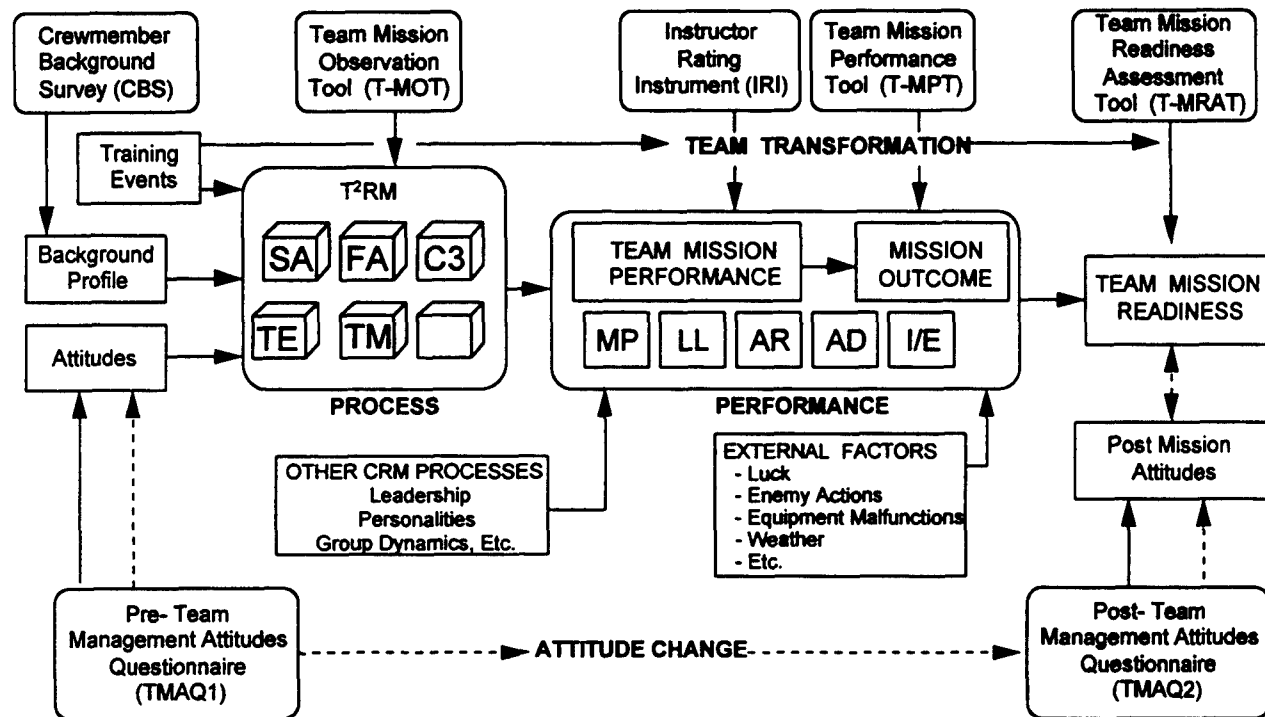 Crewmember
Background
Survey (CBS)
Team Mission
Observation
Tool (T-MOT)
Instructor
Rating
Instrument (IRI)
Team Mission
Performance
Tool (T-MPT)
Team Mission
Readiness
Assessment
Tool (T-MRAT)
Training
Events
TEAM TRANSFORMATION
T²RM
SA FA C3
TE TM
PROCESS
Background
Profile
Attitudes
TEAM MISSION
PERFORMANCE
MISSION
OUTCOME
MP LL AR AD I/E
PERFORMANCE
TEAM MISSION
READINESS
OTHER CRM PROCESSES
Leadership
Personalities
Group Dynamics, Etc.
EXTERNAL FACTORS
- Luck
- Enemy Actions
- Equipment Malfunctions
- Weather
- Etc.
Post Mission
Attitudes
Pre- Team
Management Attitudes
Questionnaire
(TMAQ1)
ATTITUDE CHANGE
Post- Team
Management Attitudes
Questionnaire
(TMAQ2)